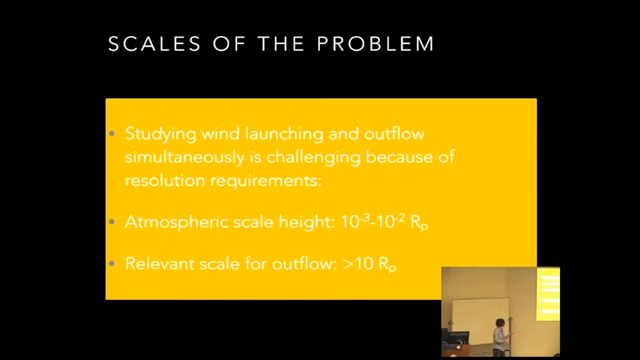 SCALES OF THE PROBLEM
• Studying wind launching and outflow
simultaneously is challenging because of
resolution requirements:
• Atmospheric scale height: 10⁻³-10⁻² Rₚ
• Relevant scale for outflow: >10 Rₚ